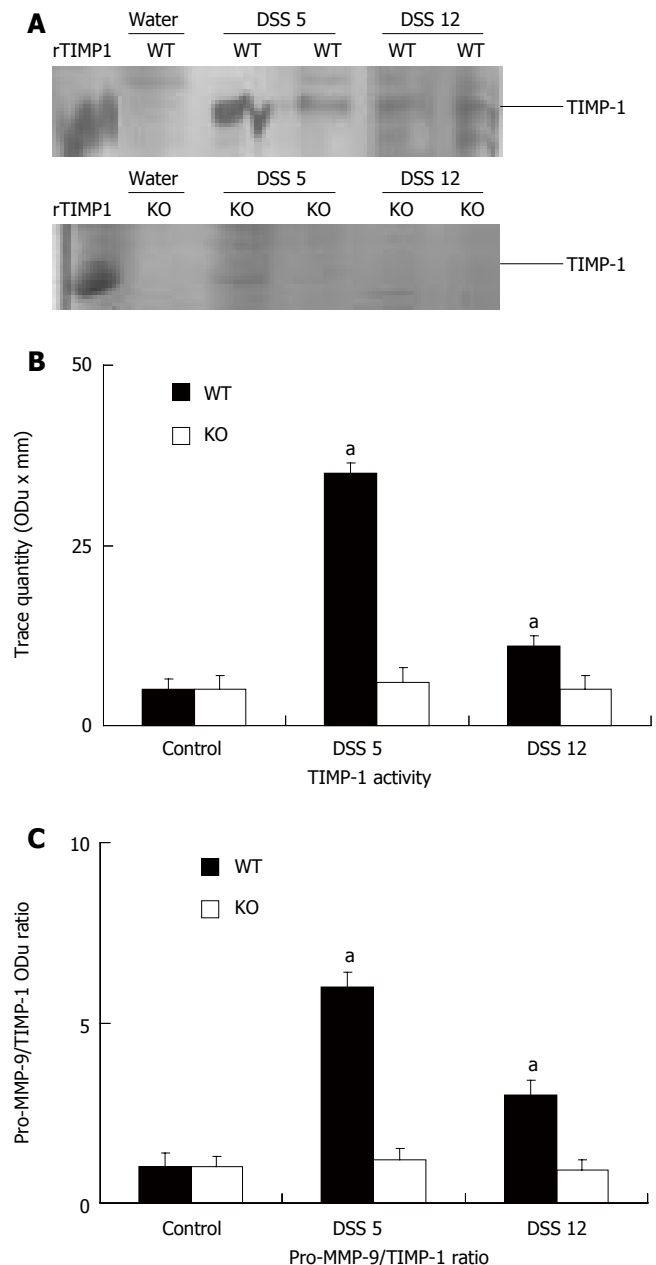 A
Water DSS 5 DSS 12
rTIMP1 WT WT WT WT WT
TIMP-1
Water DSS 5 DSS 12
rTIMP1 KO KO KO KO KO
TIMP-1
B
50
25
0
Trace quantity (ODu x mm)
WT
KO
a
a
Control DSS 5 DSS 12
TIMP-1 activity
C
10
5
0
Pro-MMP-9/TIMP-1 ODu ratio
WT
KO
a
a
Control DSS 5 DSS 12
Pro-MMP-9/TIMP-1 ratio